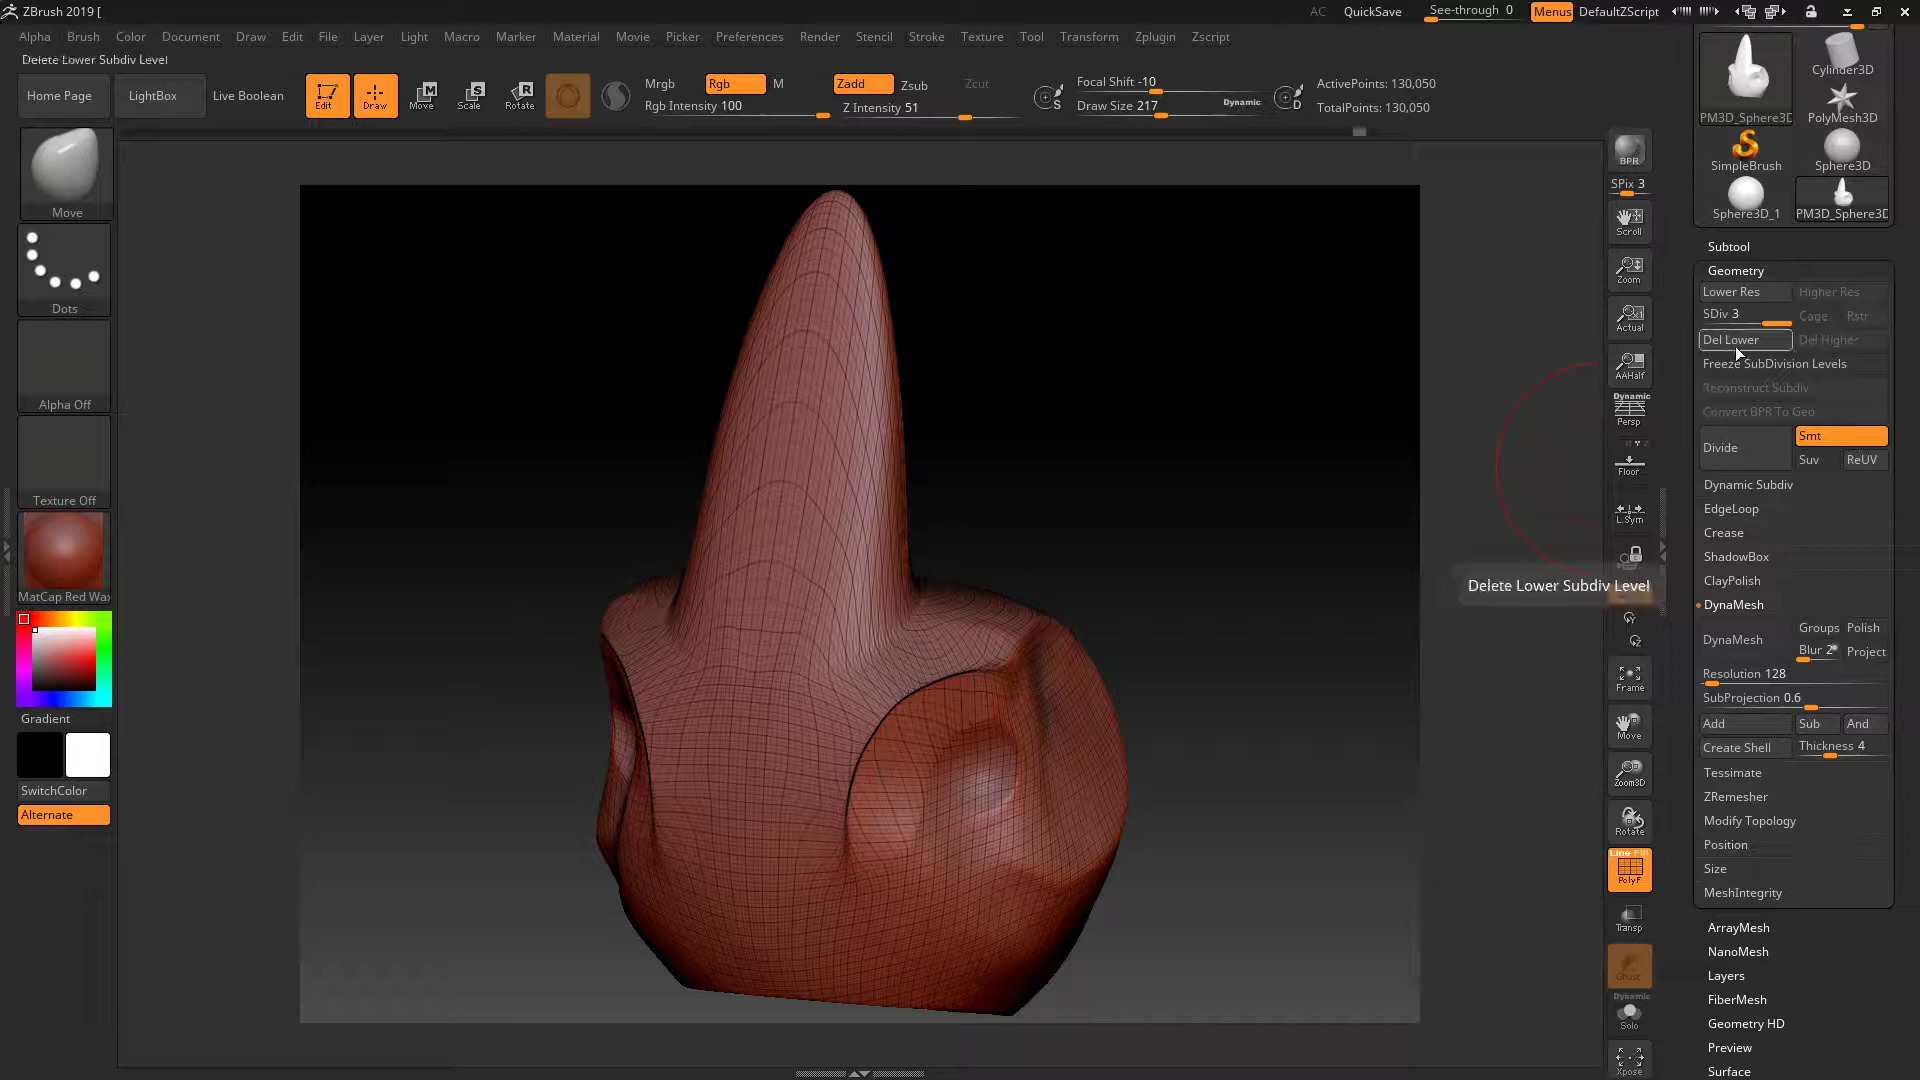 ZBrush 2019 [
AC QuickSave See-through 0 Menus DefaultZScript
Alpha Brush Color Document Draw Edit File Layer Light Macro Marker Material Movie Picker Preferences Render Stencil Stroke Texture Tool Transform Zplugin Zscript
Delete Lower Subdiv Level
Home Page LightBox Live Boolean
Edit Draw Move Scale Rotate
Mrgb Rgb M
Rgb Intensity 100
Zadd Zsub Zcut
Z Intensity 51
S
Focal Shift -10
Draw Size 217 Dynamic
D
ActivePoints: 130,050
TotalPoints: 130,050
Move
Dots
Alpha Off
Texture Off
MatCap Red Wax
Gradient
SwitchColor
Alternate
BPR
SPix 3
Scroll
Zoom
Actual
AAHalf
Dynamic
Persp
Floor
L.Sym
Delete Lower Subdiv Level
Frame
Move
Zoom3D
Rotate
Line Fill
PolyF
Transp
Ghost
Dynamic
Solo
Xpose
PM3D_Sphere3D
Cylinder3D
PolyMesh3D
SimpleBrush Sphere3D
Sphere3D_1 PM3D_Sphere3D
Subtool
Geometry
Lower Res Higher Res
SDiv 3 Cage Rstr
Del Lower Del Higher
Freeze SubDivision Levels
Reconstruct Subdiv
Convert BPR To Geo
Divide Smt
Suv ReUV
Dynamic Subdiv
EdgeLoop
Crease
ShadowBox
ClayPolish
DynaMesh
DynaMesh Groups Polish
Blur 2 Project
Resolution 128
SubProjection 0.6
Add Sub And
Create Shell Thickness 4
Tessimate
ZRemesher
Modify Topology
Position
Size
MeshIntegrity
ArrayMesh
NanoMesh
Layers
FiberMesh
Geometry HD
Preview
Surface